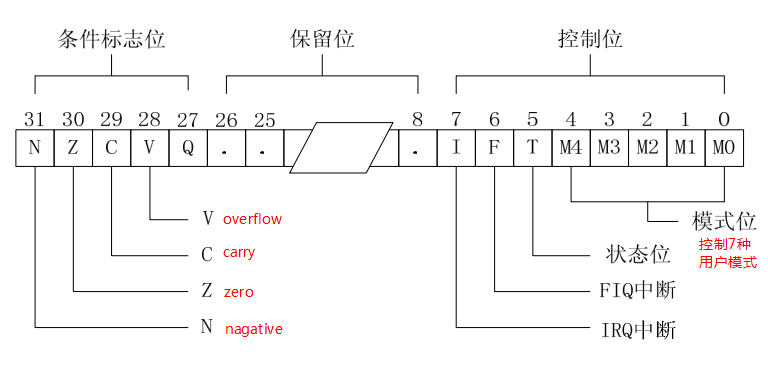 条件标志位 保留位 控制位
31 30 29 28 27 26 25 8 7 6 5 4 3 2 1 0
N Z C V Q . . . I F T M4 M3 M2 M1 M0
V overflow
模式位
控制7种
用户模式
C carry
状态位
Z zero
FIQ中断
N nagative
IRQ中断